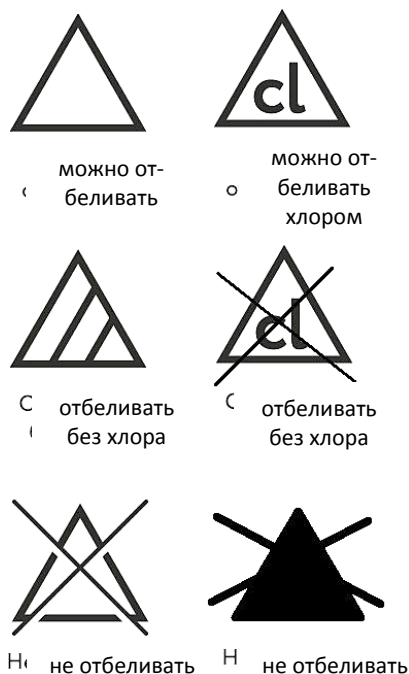 cl
можно от-
беливать
можно от-
беливать
хлором
cl
отбеливать
без хлора
отбеливать
без хлора
не отбеливать
не отбеливать